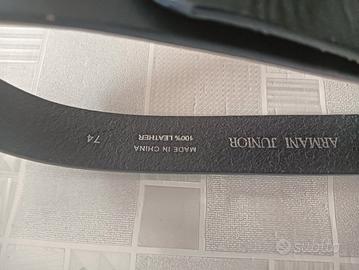 ARMANI JUNIOR
MADE IN CHINA
100% LEATHER
74
subito